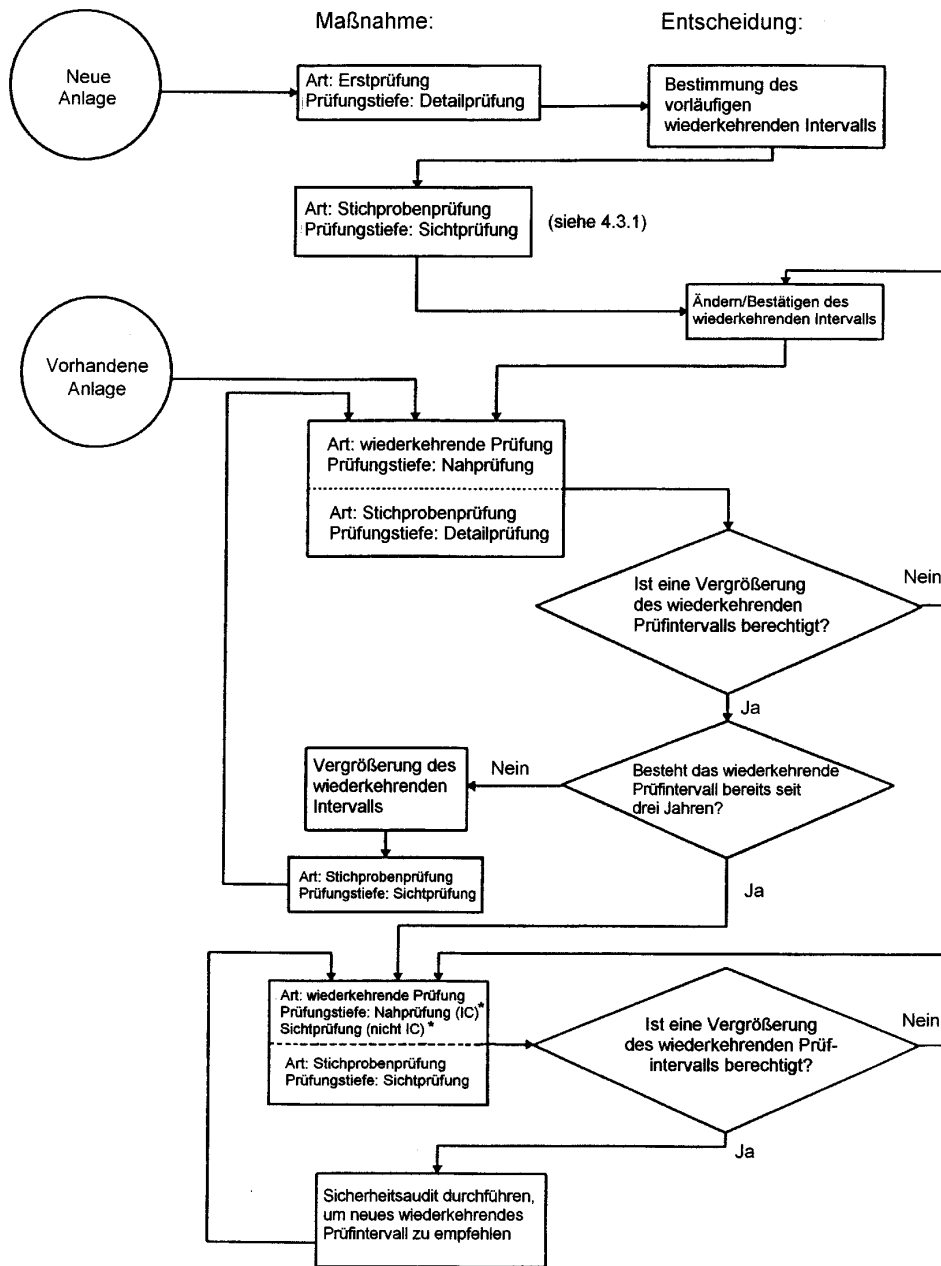 Maßnahme:
Entscheidung:
Neue
Anlage
Art: Erstprüfung
Prüfungstiefe: Detailprüfung
Bestimmung des
vorläufigen
wiederkehrenden Intervalls
Art: Stichprobenprüfung
Prüfungstiefe: Sichtprüfung
(siehe 4.3.1)
Ändern/Bestätigen des
wiederkehrenden Intervalls
Vorhandene
Anlage
Art: wiederkehrende Prüfung
Prüfungstiefe: Nahprüfung
Art: Stichprobenprüfung
Prüfungstiefe: Detailprüfung
Ist eine Vergrößerung
des wiederkehrenden
Prüfintervalls berechtigt?
Nein
Ja
Besteht das wiederkehrende
Prüfintervall bereits seit
drei Jahren?
Nein
Vergrößerung des
wiederkehrenden
Intervalls
Art: Stichprobenprüfung
Prüfungstiefe: Sichtprüfung
Ja
Art: wiederkehrende Prüfung
Prüfungstiefe: Nahprüfung (IC)*
Sichtprüfung (nicht IC)*
Art: Stichprobenprüfung
Prüfungstiefe: Sichtprüfung
Ist eine Vergrößerung
des wiederkehrenden Prüf-
intervalls berechtigt?
Nein
Ja
Sicherheitsaudit durchführen,
um neues wiederkehrendes
Prüfintervall zu empfehlen